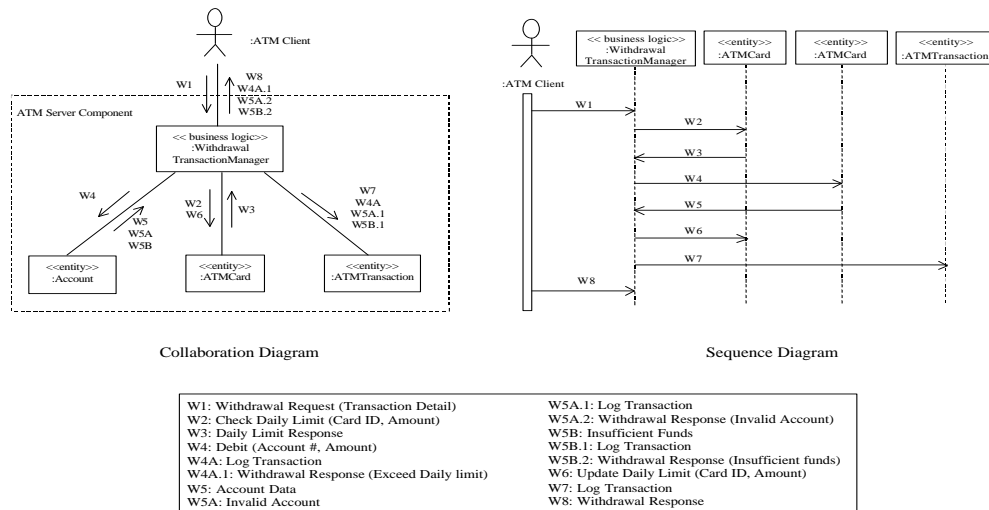 :ATM Client
W1
W8
W4A.1
W5A.2
W5B.2
ATM Server Component
<< business logic>>
:Withdrawal
TransactionManager
W4
W5
W5A
W5B
W2
W6
W3
W7
W4A
W5A.1
W5B.1
<<entity>>
:Account
<<entity>>
:ATMCard
<<entity>>
:ATMTransaction
Collaboration Diagram
:ATM Client
<< business logic>>
:Withdrawal
TransactionManager
<<entity>>
:ATMCard
<<entity>>
:ATMCard
<<entity>>
:ATMTransaction
W1
W2
W3
W4
W5
W6
W7
W8
Sequence Diagram
W1: Withdrawal Request (Transaction Detail)
W2: Check Daily Limit (Card ID, Amount)
W3: Daily Limit Response
W4: Debit (Account #, Amount)
W4A: Log Transaction
W4A.1: Withdrawal Response (Exceed Daily limit)
W5: Account Data
W5A: Invalid Account
W5A.1: Log Transaction
W5A.2: Withdrawal Response (Invalid Account)
W5B: Insufficient Funds
W5B.1: Log Transaction
W5B.2: Withdrawal Response (Insufficient funds)
W6: Update Daily Limit (Card ID, Amount)
W7: Log Transaction
W8: Withdrawal Response